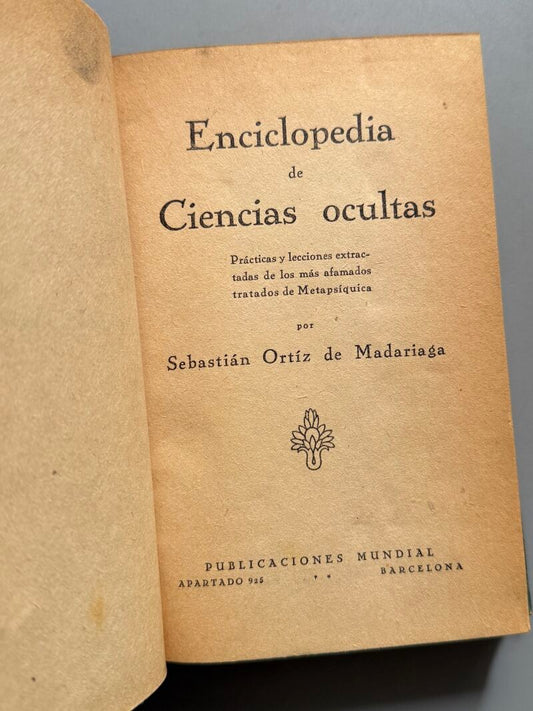 Enciclopedia
de
Ciencias ocultas
Prácticas y lecciones extrac-
tadas de los más afamados
tratados de Metapsíquica
por
Sebastián Ortíz de Madariaga
PUBLICACIONES MUNDIAL
APARTADO 925 BARCELONA